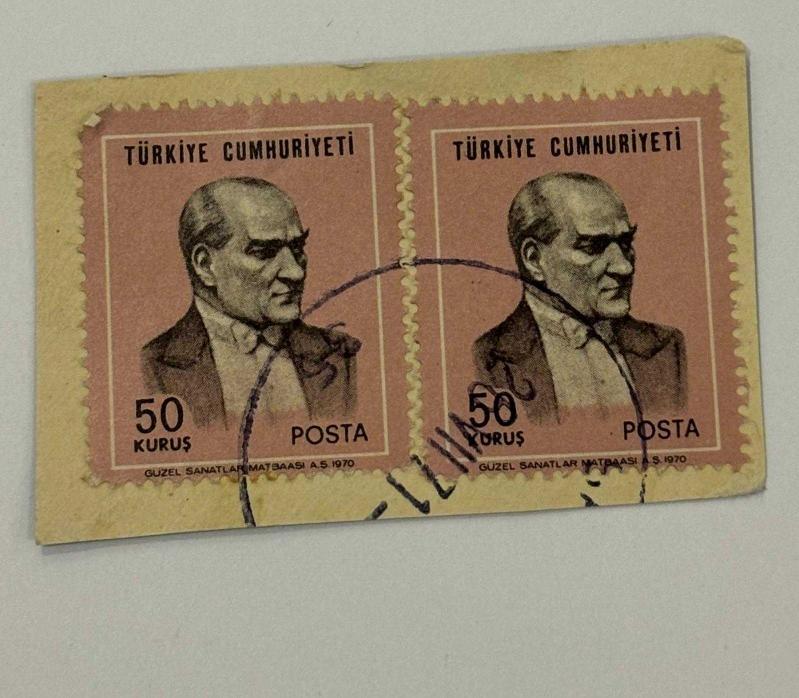 TÜRKİYE CUMHURİYETİ
50
KURUŞ
POSTA
GÜZEL SANATLAR MATBAASI A.Ş. 1970
TÜRKİYE CUMHURİYETİ
50
KURUŞ
POSTA
GÜZEL SANATLAR MATBAASI A.Ş. 1970